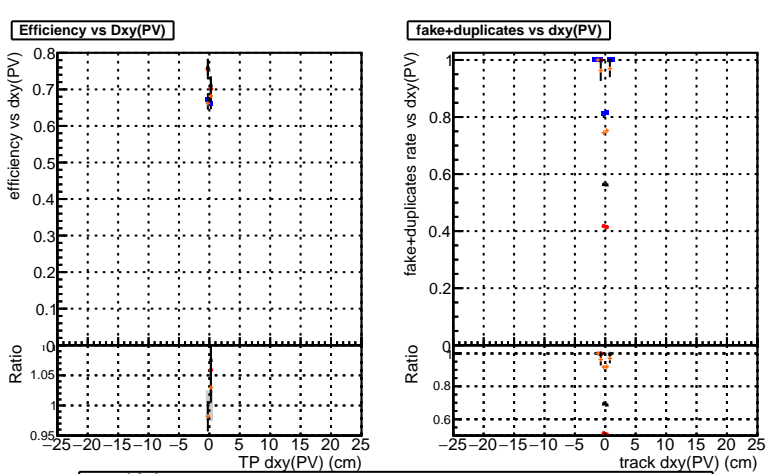 Efficiency vs Dxy(PV)
efficiency vs dxy(PV)
0.8
0.7
0.6
0.5
0.4
0.3
0.2
0.1
0
Ratio
1.05
1
0.95
−25 −20 −15 −10 −5 0 5 10 15 20 25
TP dxy(PV) (cm)
fake+duplicates vs dxy(PV)
fake+duplicates rate vs dxy(PV)
1
0.8
0.6
0.4
0.2
0
Ratio
1
0.8
0.6
−25 −20 −15 −10 −5 0 5 10 15 20 25
track dxy(PV) (cm)